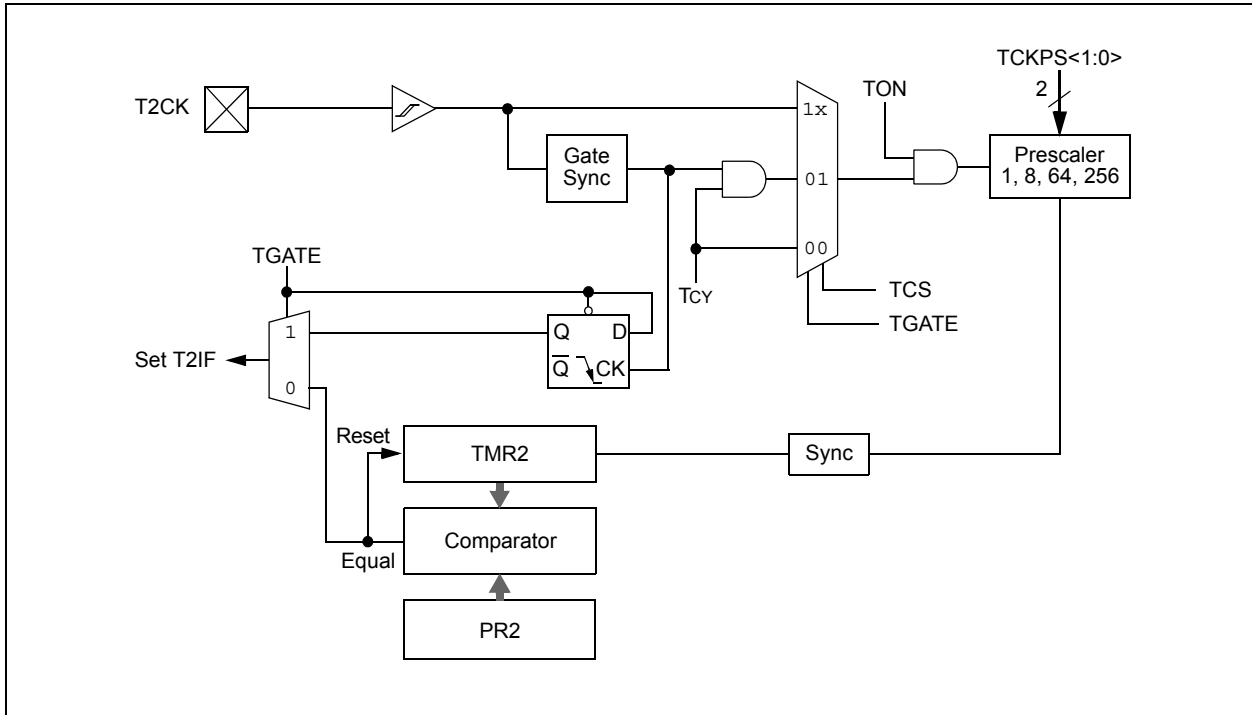 TCKPS<1:0>
2
T2CK
TON
1x
Gate
Sync
Prescaler
1, 8, 64, 256
01
00
TGATE
TCY
TCS
TGATE
1
Q D
Set T2IF
Q CK
0
Reset
TMR2
Sync
Comparator
Equal
PR2